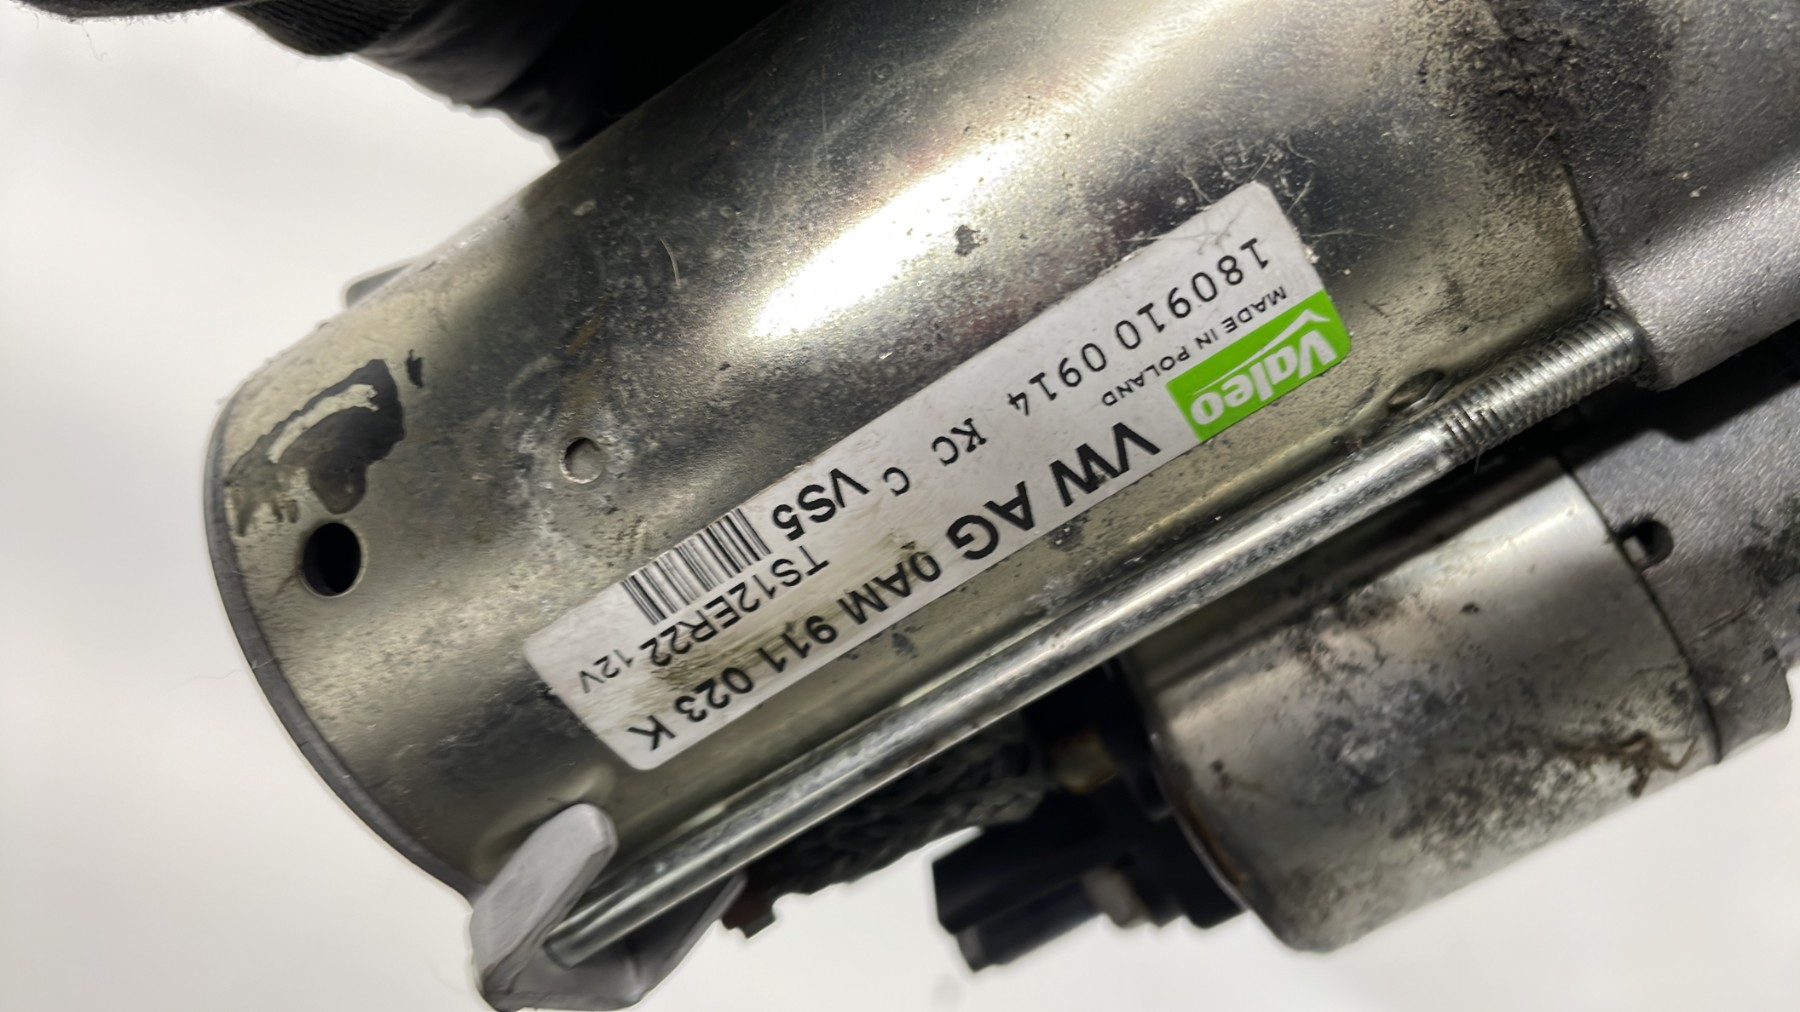 Valeo
MADE IN POLAND
180910 0914 KC C
VW AG 0AM 911 023 K
VS5
TS12ER22 12V